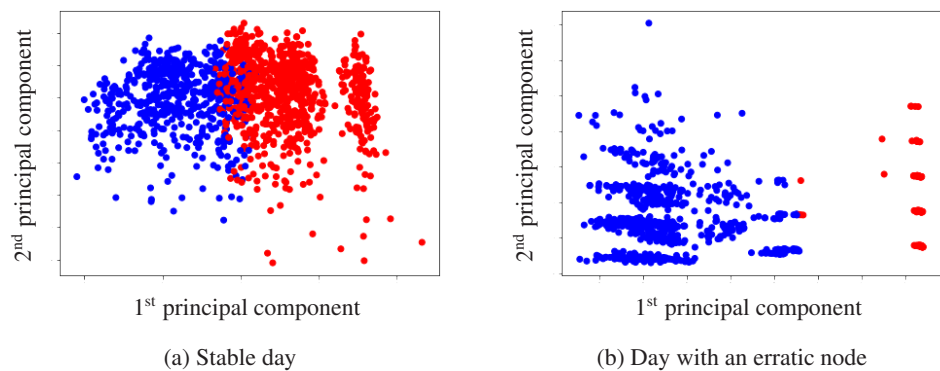 2nd principal component
1st principal component
(a) Stable day
2nd principal component
1st principal component
(b) Day with an erratic node